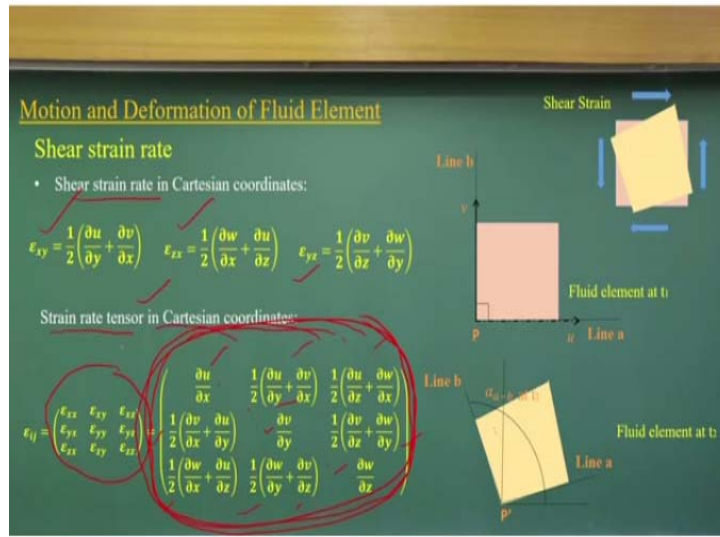 Motion and Deformation of Fluid Element
Shear Strain
Shear strain rate
• Shear strain rate in Cartesian coordinates:
ε_xy = 1/2 (∂u/∂y + ∂v/∂x)   ε_zx = 1/2 (∂w/∂x + ∂u/∂z)   ε_yz = 1/2 (∂v/∂z + ∂w/∂y)
Line b
v
Fluid element at t₁
P
u
Line a
Strain rate tensor in Cartesian coordinates:
ε_ij = ( ε_xx ε_xy ε_xz ; ε_yx ε_yy ε_yz ; ε_zx ε_zy ε_zz ) =
( ∂u/∂x   1/2 (∂u/∂y + ∂v/∂x)   1/2 (∂u/∂z + ∂w/∂x)
1/2 (∂v/∂x + ∂u/∂y)   ∂v/∂y   1/2 (∂v/∂z + ∂w/∂y)
1/2 (∂w/∂x + ∂u/∂z)   1/2 (∂w/∂y + ∂v/∂z)   ∂w/∂z )
Line b
Fluid element at t₂
Line a
P'